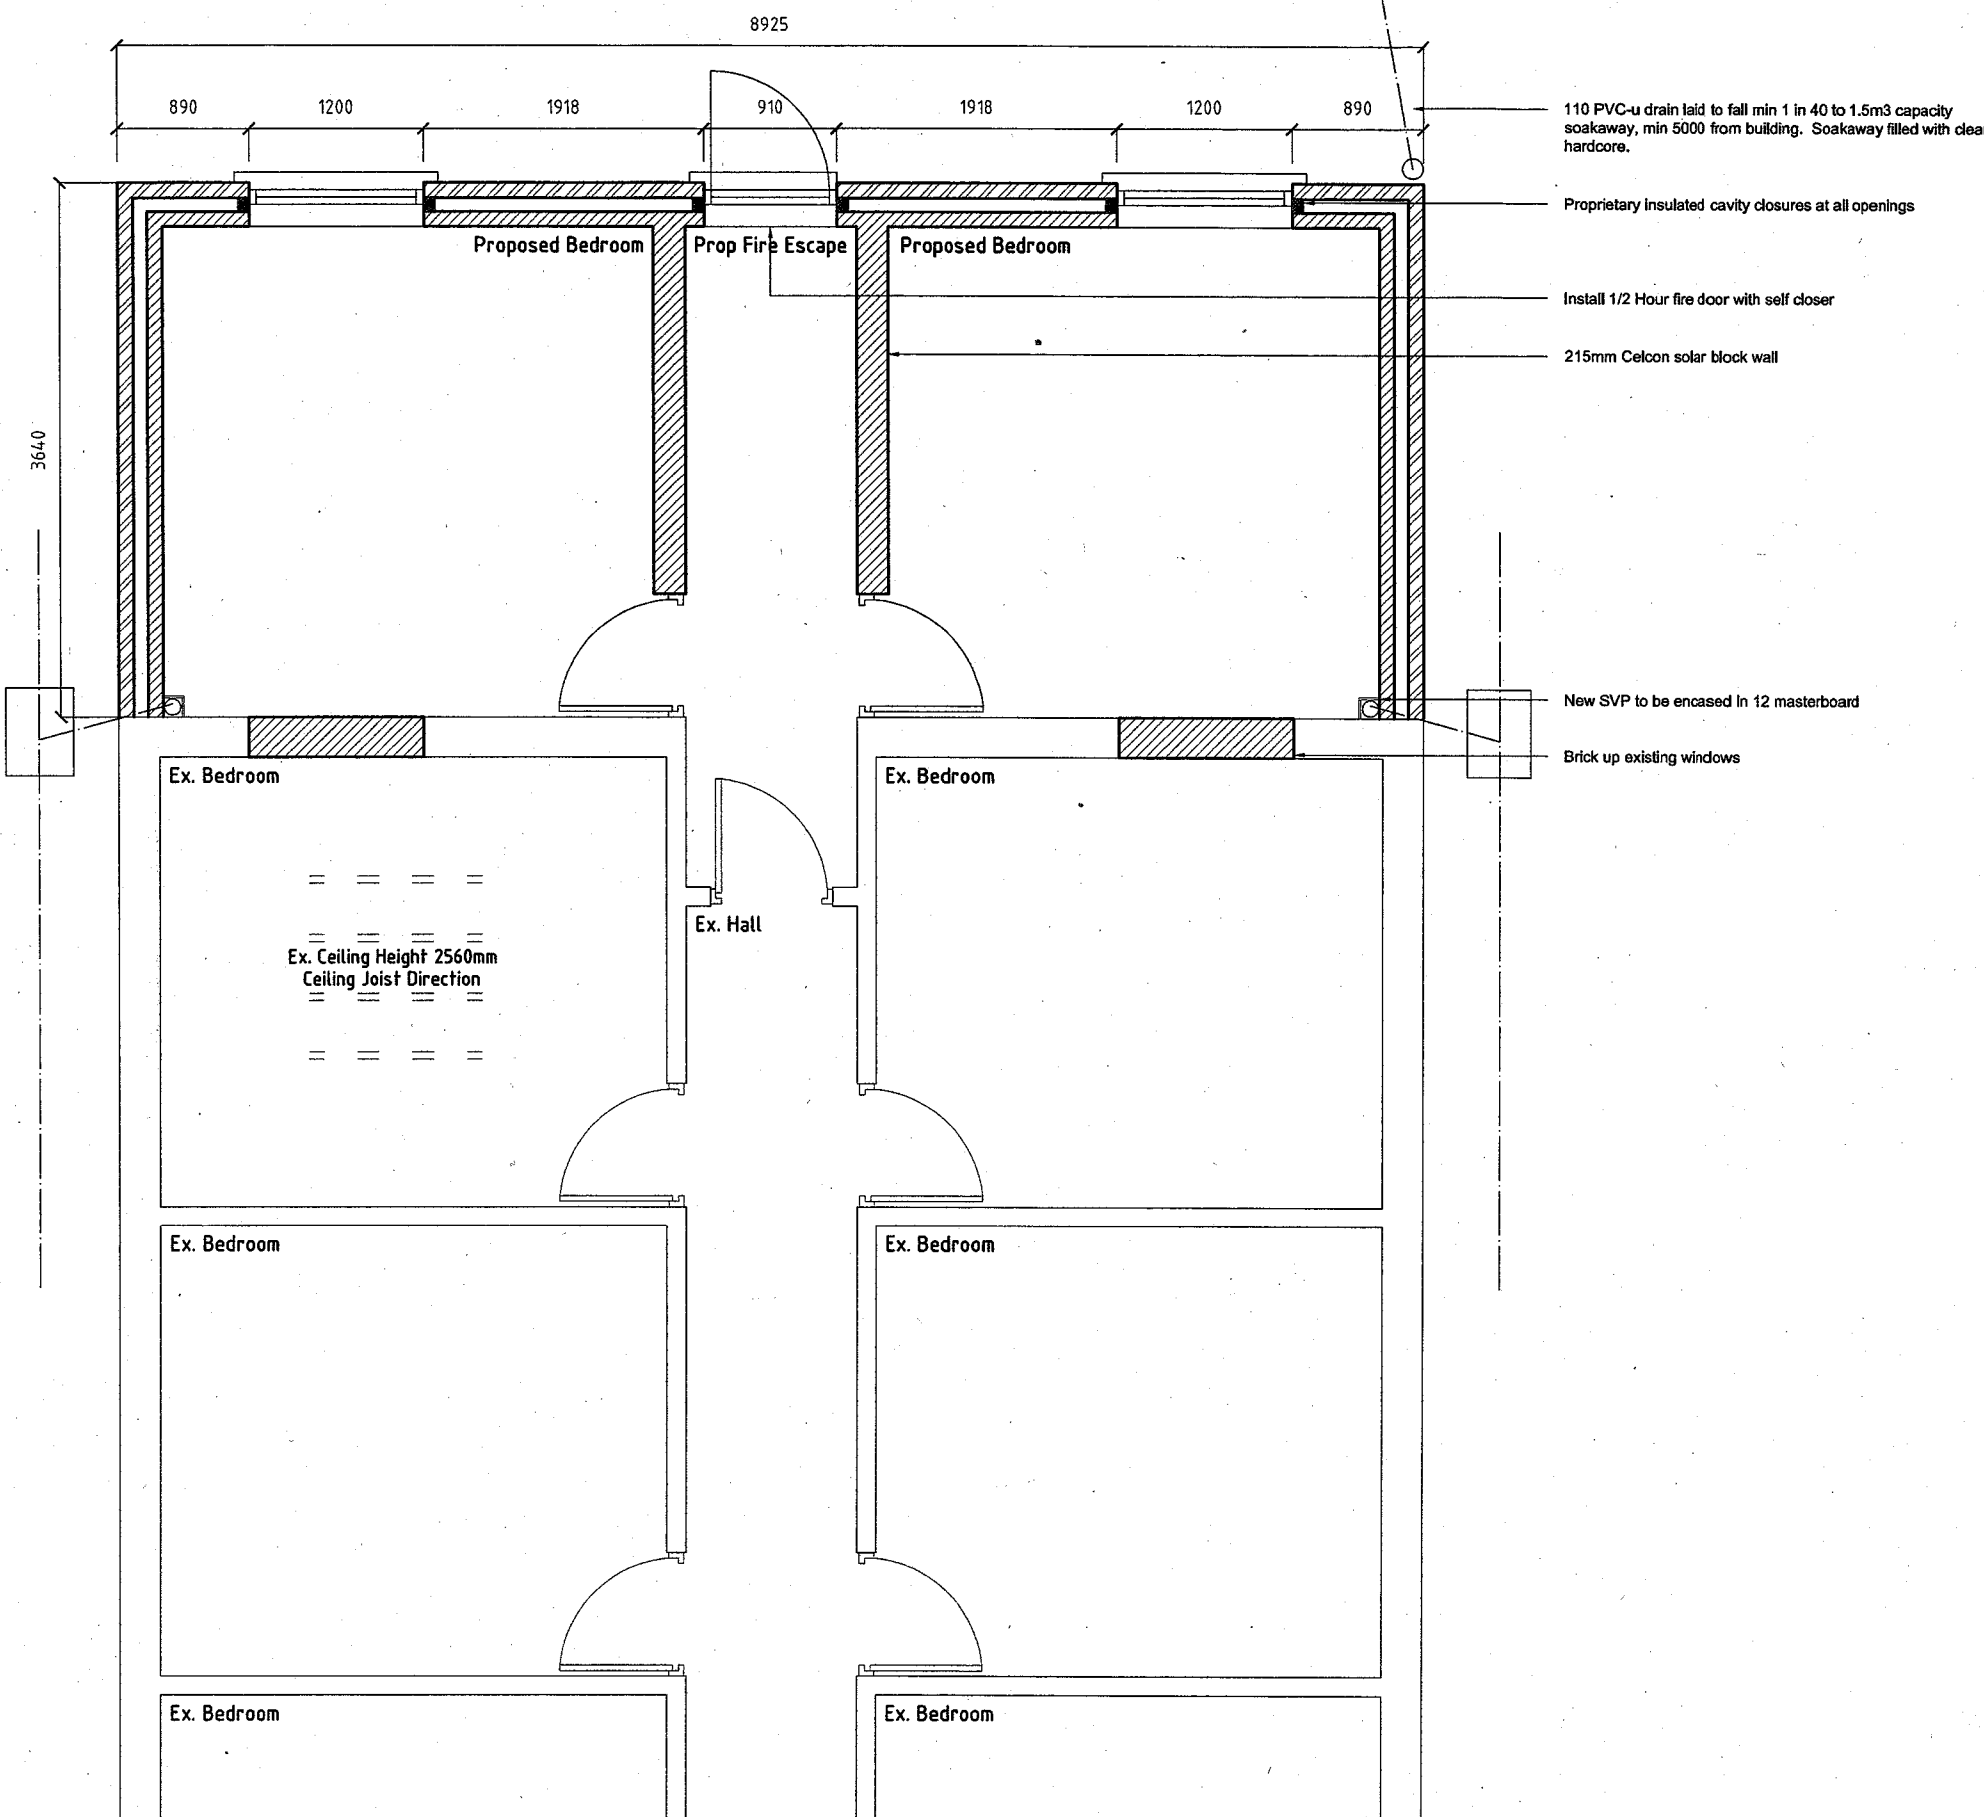 8925
890
1200
1918
910
1918
1200
890
110 PVC-u drain laid to fall min 1 in 40 to 1.5m3 capacity
soakaway, min 5000 from building. Soakaway filled with
hardcore.
Proprietary insulated cavity closures at all openings
Proposed Bedroom
Prop Fire Escape
Proposed Bedroom
Install 1/2 Hour fire door with self closer
215mm Celcon solar block wall
3640
New SVP to be encased in 12 masterboard
Brick up existing windows
Ex. Bedroom
Ex. Bedroom
Ex. Hall
Ex. Ceiling Height 2560mm
Ceiling Joist Direction
Ex. Bedroom
Ex. Bedroom
Ex. Bedroom
Ex. Bedroom